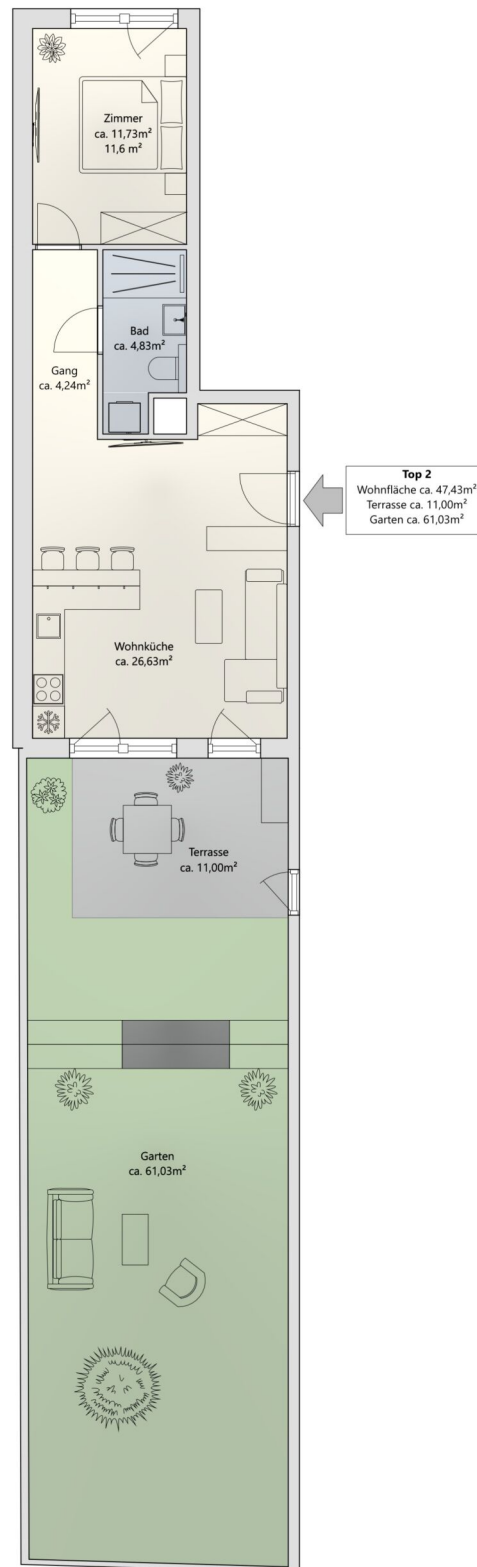 Zimmer
ca. 11,73m²
11,6 m²
Bad
ca. 4,83m²
Gang
ca. 4,24m²
Top 2
Wohnfläche ca. 47,43m²
Terrasse ca. 11,00m²
Garten ca. 61,03m²
Wohnküche
ca. 26,63m²
Terrasse
ca. 11,00m²
Garten
ca. 61,03m²